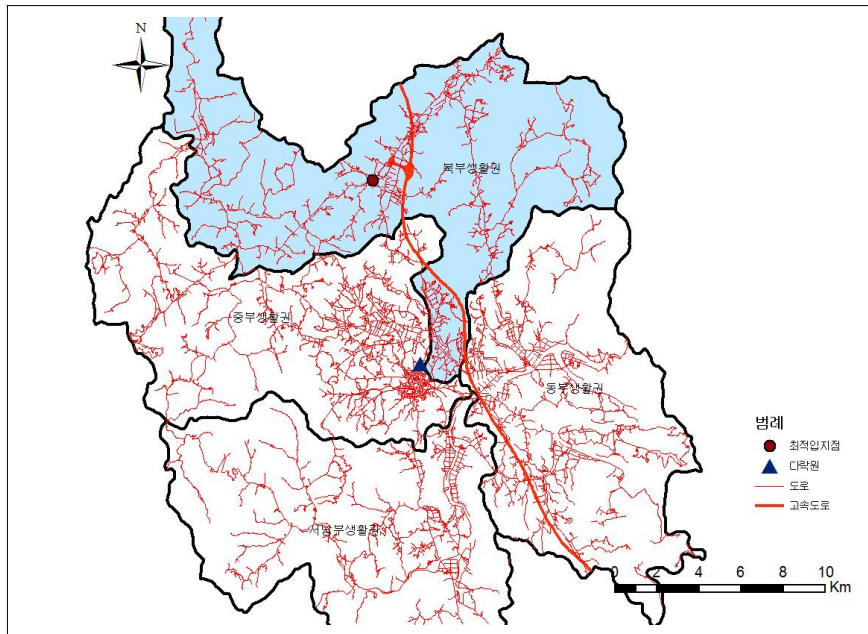 N
북부생활권
중부생활권
동부생활권
서남부생활권
범례
최적입지점
다락원
도로
고속도로
0 2 4 6 8 10
Km